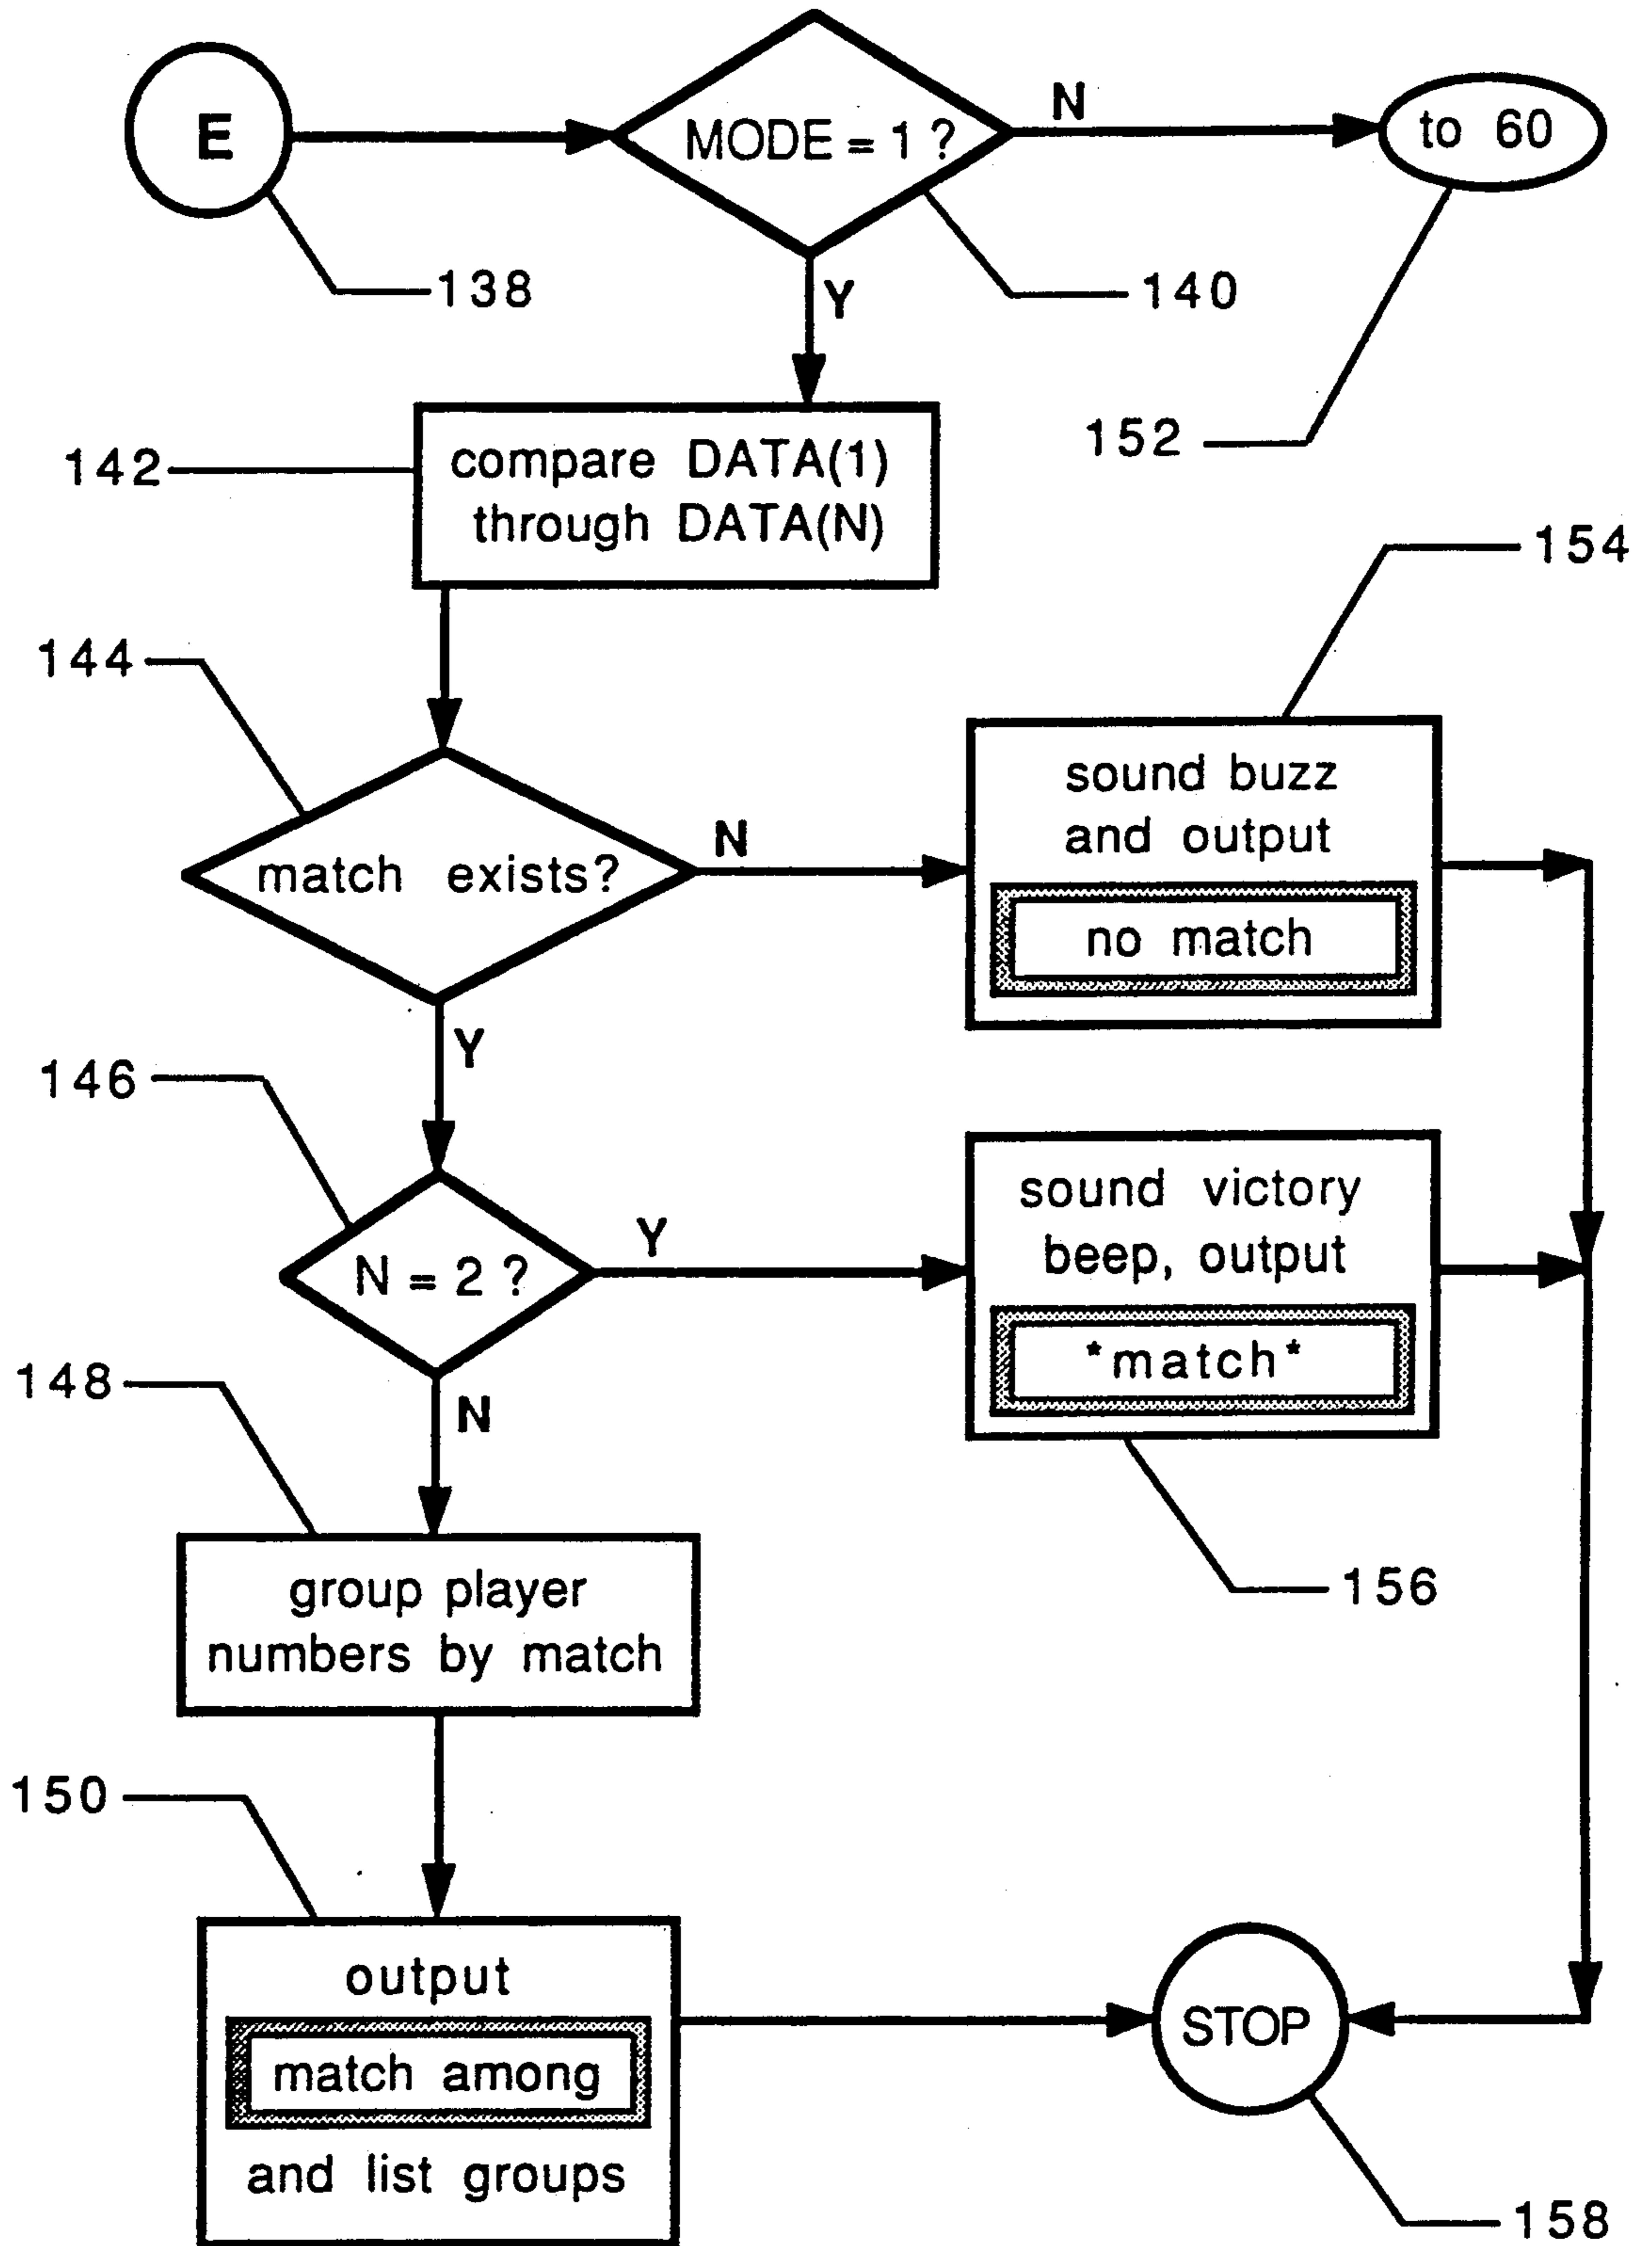 E
MODE = 1 ?
N
to 60
138
140
Y
152
142
compare DATA(1)
through DATA(N)
154
144
sound buzz
and output
no match
match exists?
N
Y
146
sound victory
beep, output
*match*
N = 2 ?
Y
148
N
156
group player
numbers by match
150
output
match among
and list groups
STOP
158